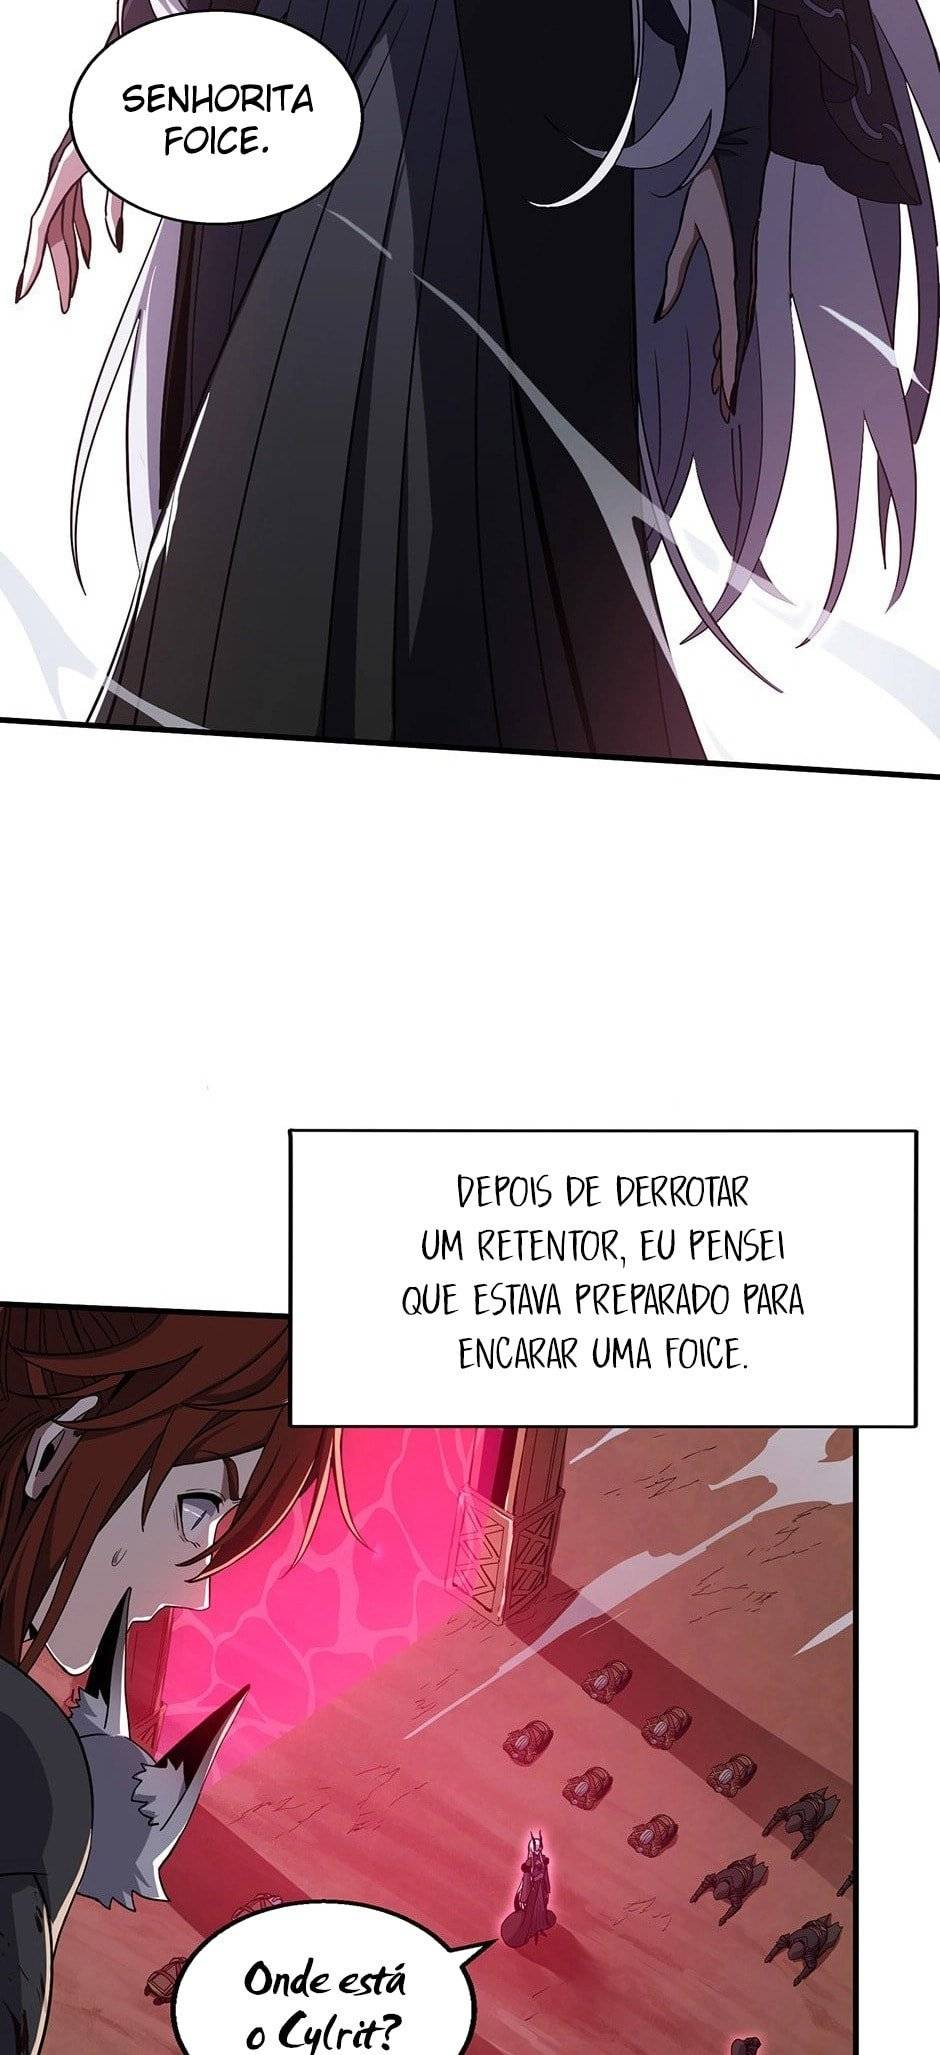 SENHORITA
FOICE.
DEPOIS DE DERROTAR
UM RETENTOR, EU PENSEI
QUE ESTAVA PREPARADO PARA
ENCARAR UMA FOICE.
Onde está
o Cylrit?